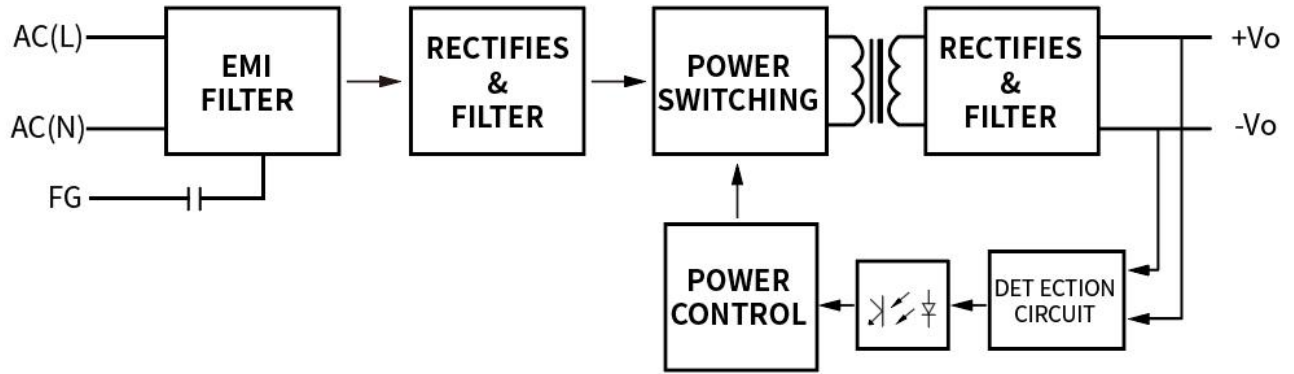 AC(L)
AC(N)
FG
EMI
FILTER
RECTIFIES
&
FILTER
POWER
SWITCHING
RECTIFIES
&
FILTER
+Vo
-Vo
POWER
CONTROL
DET ECTION
CIRCUIT